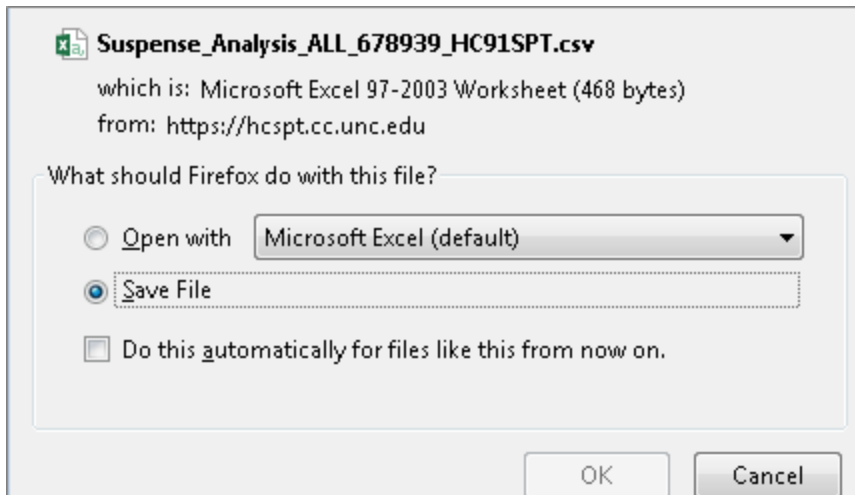 Suspense_Analysis_ALL_678939_HC91SPT.csv
which is: Microsoft Excel 97-2003 Worksheet (468 bytes)
from: https://hcspt.cc.unc.edu
What should Firefox do with this file?
Open with Microsoft Excel (default)
Save File
Do this automatically for files like this from now on.
OK Cancel